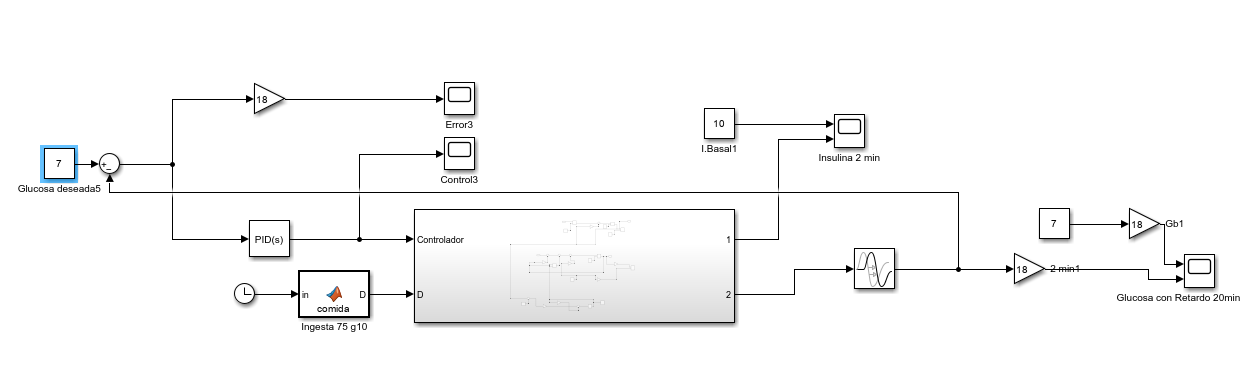 18
Error3
7
Glucosa deseada5
+
−
Control3
10
I.Basal1
Insulina 2 min
PID(s)
Controlador
D
1
2
in
D
comida
Ingesta 75 g10
7
18
Gb1
18
2 min1
Glucosa con Retardo 20min